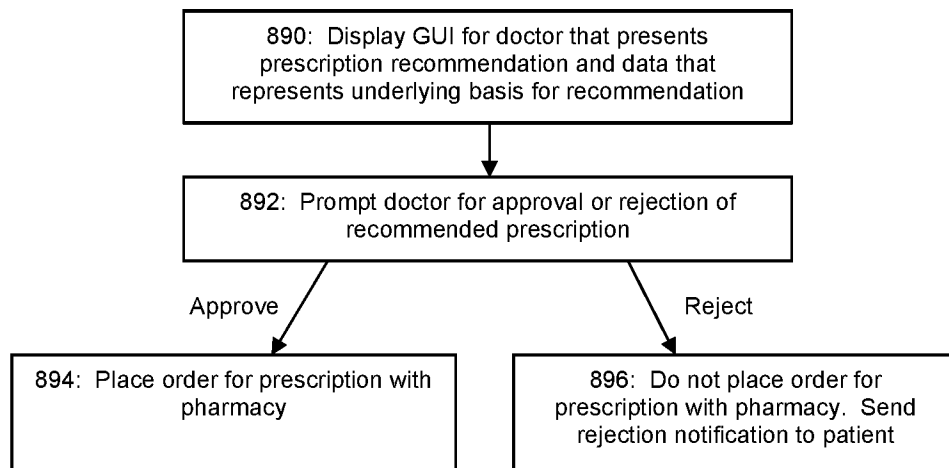 890: Display GUI for doctor that presents
prescription recommendation and data that
represents underlying basis for recommendation
892: Prompt doctor for approval or rejection of
recommended prescription
Approve
Reject
894: Place order for prescription with
pharmacy
896: Do not place order for
prescription with pharmacy. Send
rejection notification to patient